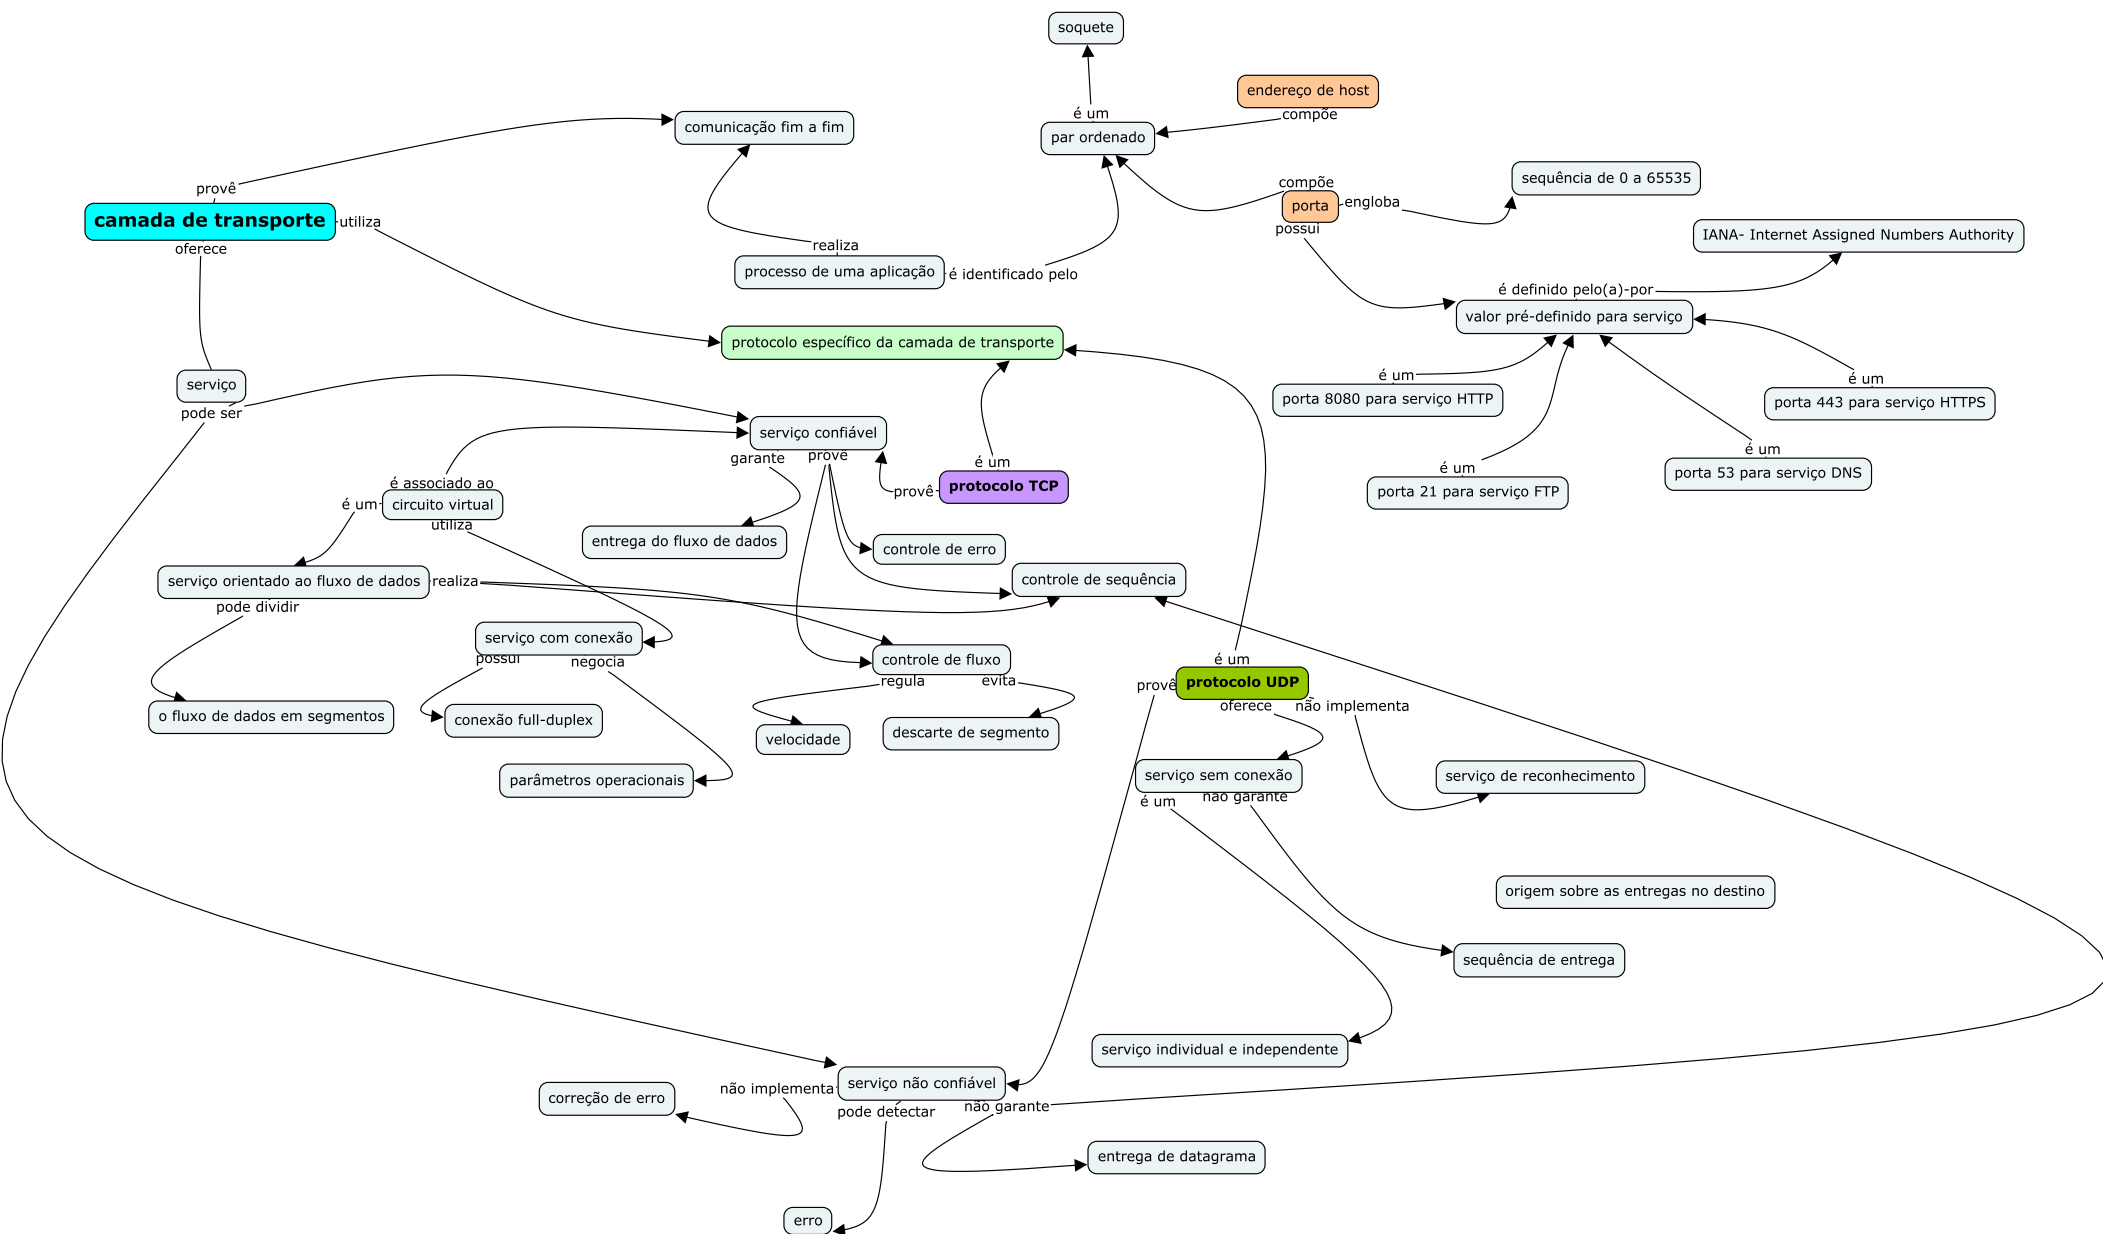 soquete
endereço de host
compõe
é um
par ordenado
comunicação fim a fim
provê
camada de transporte
utiliza
oferece
realiza
processo de uma aplicação
é identificado pelo
compõe
porta
engloba
possui
sequência de 0 a 65535
IANA- Internet Assigned Numbers Authority
é definido pelo(a)-por
valor pré-definido para serviço
protocolo específico da camada de transporte
é um
porta 8080 para serviço HTTP
é um
porta 443 para serviço HTTPS
é um
porta 53 para serviço DNS
é um
porta 21 para serviço FTP
serviço
pode ser
serviço confiável
garante
provê
é um
protocolo TCP
provê
é associado ao
é um
circuito virtual
utiliza
entrega do fluxo de dados
controle de erro
controle de sequência
serviço orientado ao fluxo de dados
realiza
pode dividir
serviço com conexão
possui
negocia
controle de fluxo
regula
evita
o fluxo de dados em segmentos
conexão full-duplex
velocidade
descarte de segmento
parâmetros operacionais
é um
provê
protocolo UDP
oferece
não implementa
serviço sem conexão
é um
não garante
serviço de reconhecimento
origem sobre as entregas no destino
sequência de entrega
serviço individual e independente
serviço não confiável
não implementa
pode detectar
não garante
correção de erro
entrega de datagrama
erro